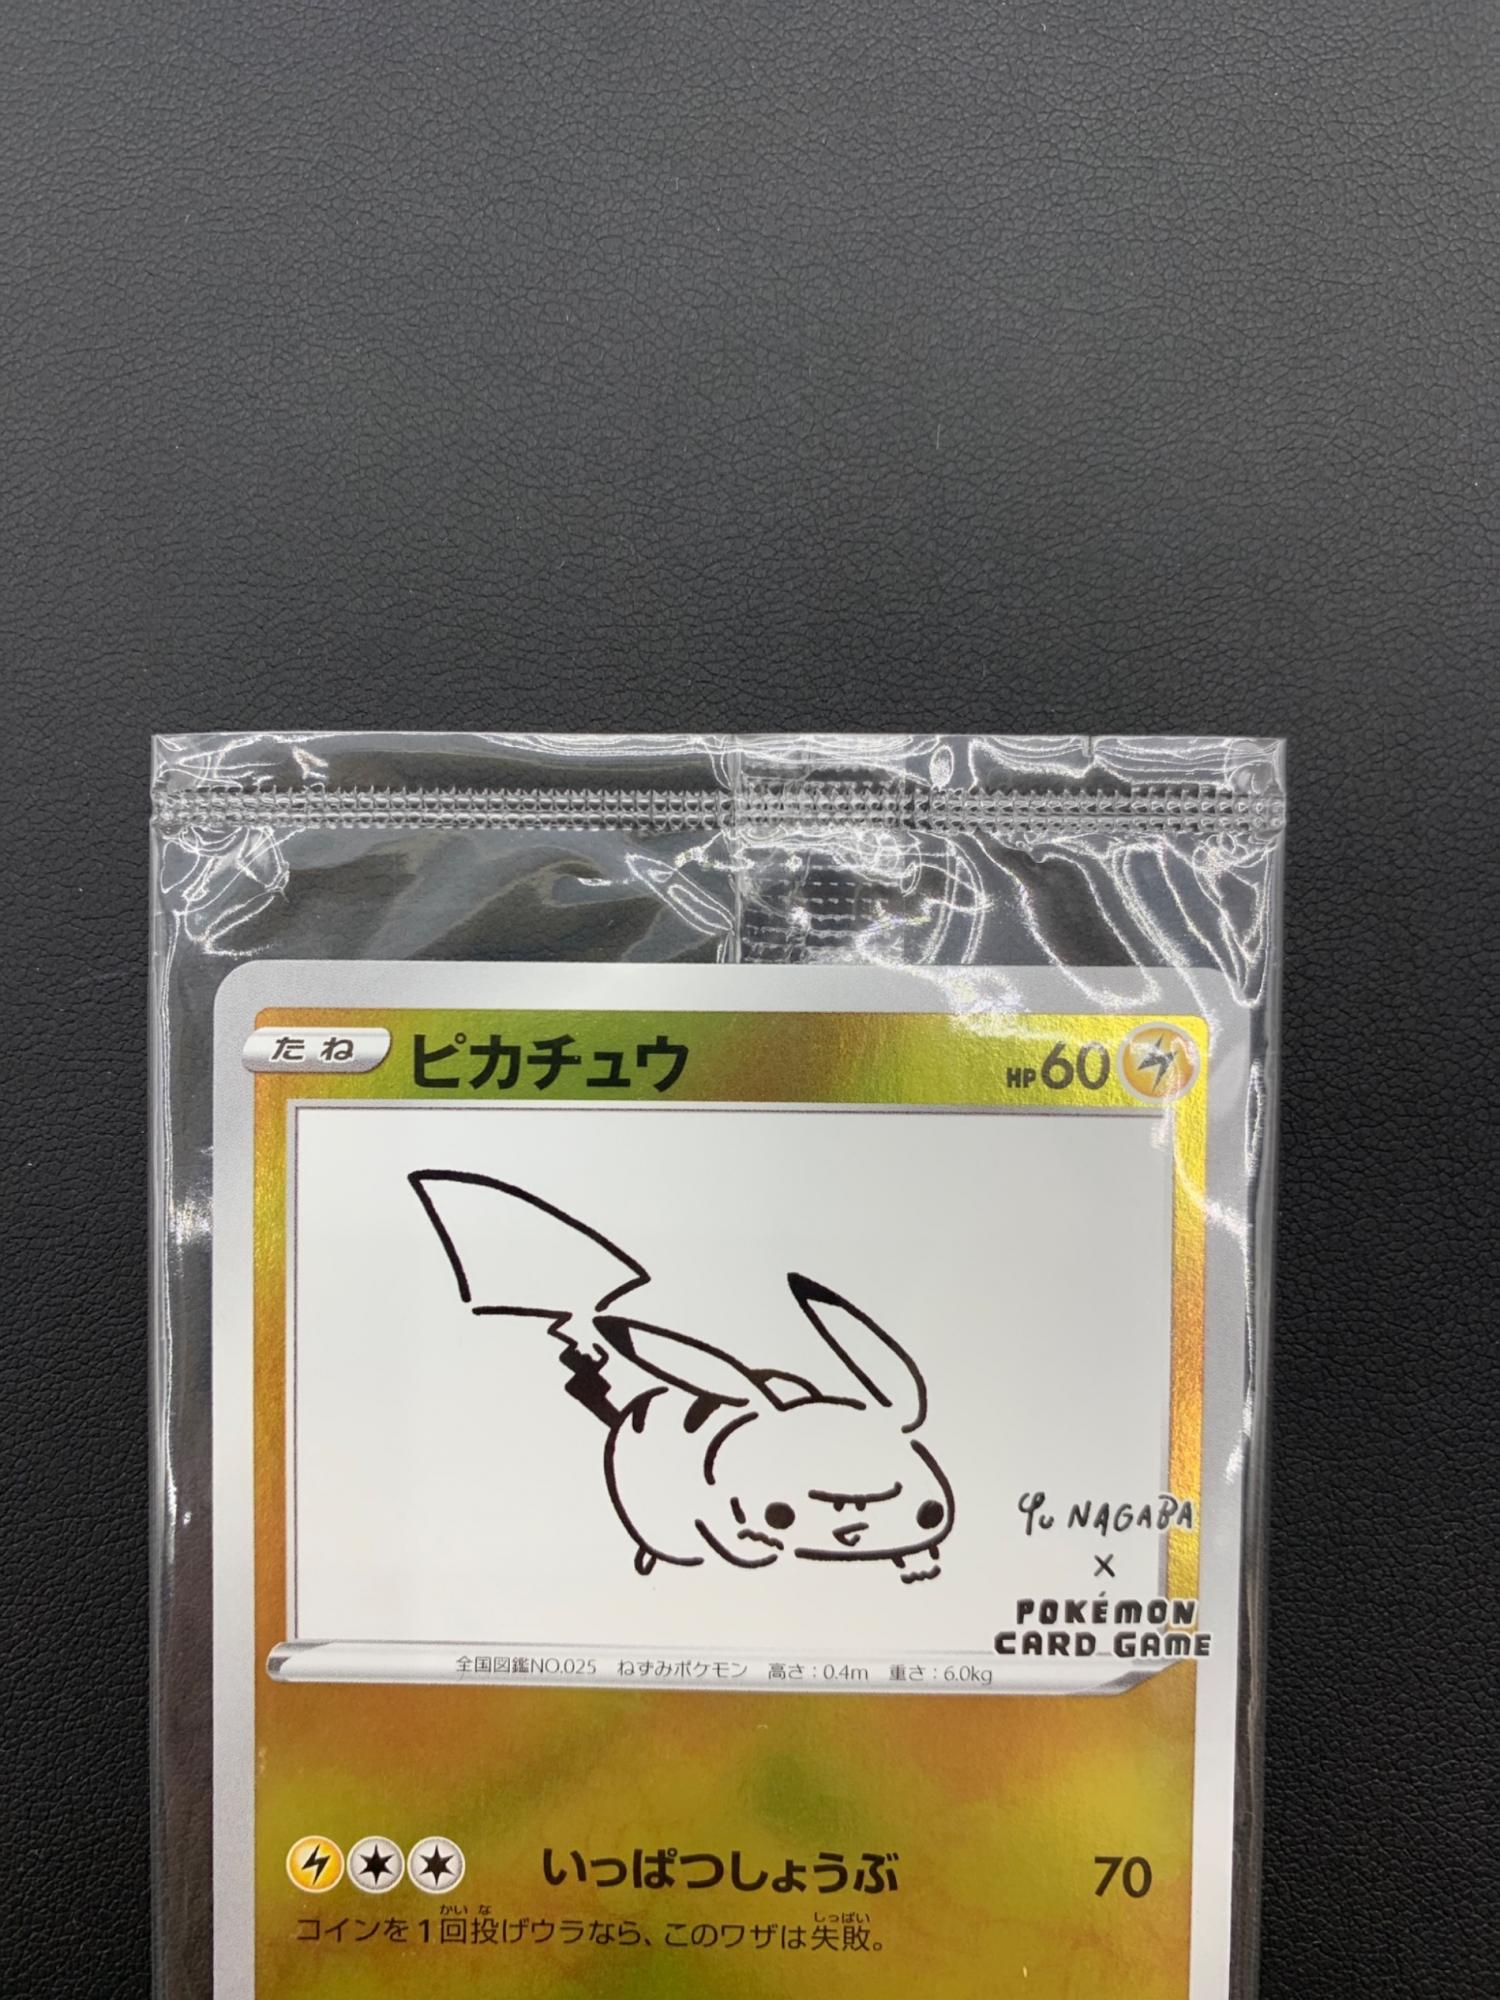 たね ピカチュウ HP60
Yu NAGABA
×
POKÉMON
CARD GAME
全国図鑑NO.025 ねずみポケモン 高さ:0.4m 重さ:6.0kg
いっぱつしょうぶ 70
かい な しっぱい
コインを1回投げウラなら、このワザは失敗。